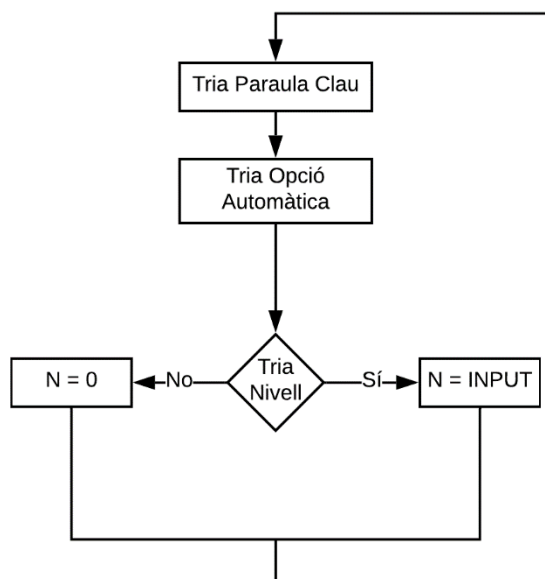 Tria Paraula Clau
Tria Opció
Automàtica
Tria
Nivell
No
Sí
N = 0
N = INPUT